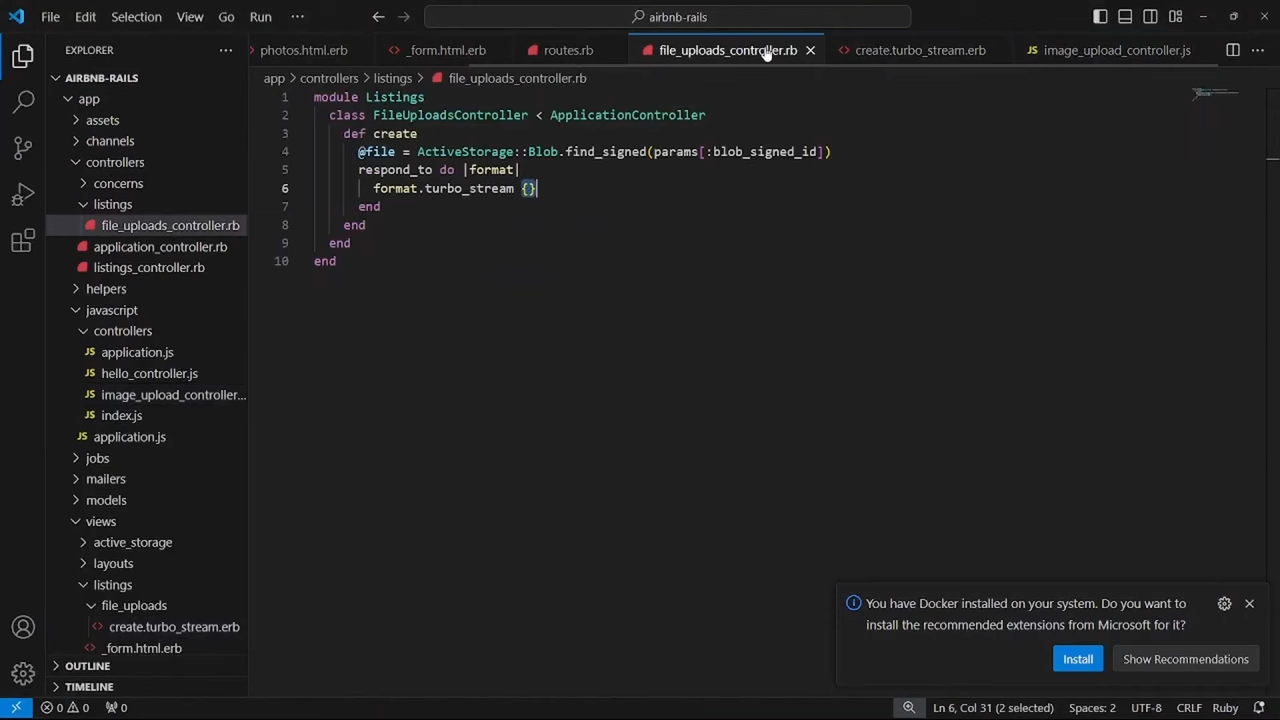 File Edit Selection View Go Run ··· airbnb-rails
EXPLORER ···
photos.html.erb _form.html.erb routes.rb file_uploads_controller.rb create.turbo_stream.erb JS image_upload_controller.js ···
AIRBNB-RAILS
app > controllers > listings > file_uploads_controller.rb
app
assets
channels
controllers
concerns
listings
file_uploads_controller.rb
application_controller.rb
listings_controller.rb
helpers
javascript
controllers
JS application.js
JS hello_controller.js
JS image_upload_controller...
JS index.js
JS application.js
jobs
mailers
models
views
active_storage
layouts
listings
file_uploads
create.turbo_stream.erb
_form.html.erb
OUTLINE
TIMELINE
1 module Listings
2 class FileUploadsController < ApplicationController
3 def create
4 @file = ActiveStorage::Blob.find_signed(params[:blob_signed_id])
5 respond_to do |format|
6 format.turbo_stream {}
7 end
8 end
9 end
10 end
You have Docker installed on your system. Do you want to
install the recommended extensions from Microsoft for it?
Install Show Recommendations
0 0 0 Ln 6, Col 31 (2 selected) Spaces: 2 UTF-8 CRLF Ruby